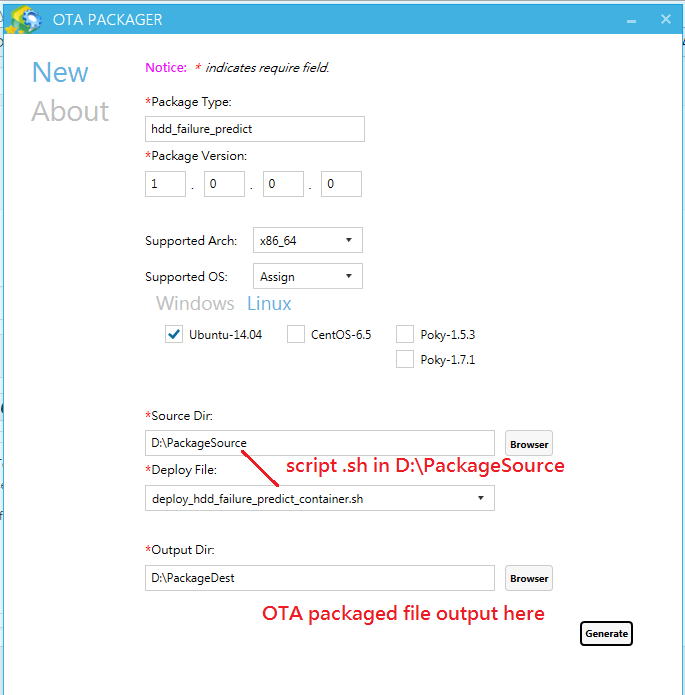 OTA PACKAGER
New
About
Notice: * indicates require field.
*Package Type:
hdd_failure_predict
*Package Version:
1 . 0 . 0 . 0
Supported Arch: x86_64
Supported OS: Assign
Windows Linux
Ubuntu-14.04 CentOS-6.5 Poky-1.5.3
Poky-1.7.1
*Source Dir:
D:\PackageSource Browser
script .sh in D:\PackageSource
*Deploy File:
deploy_hdd_failure_predict_container.sh
*Output Dir:
D:\PackageDest Browser
OTA packaged file output here
Generate